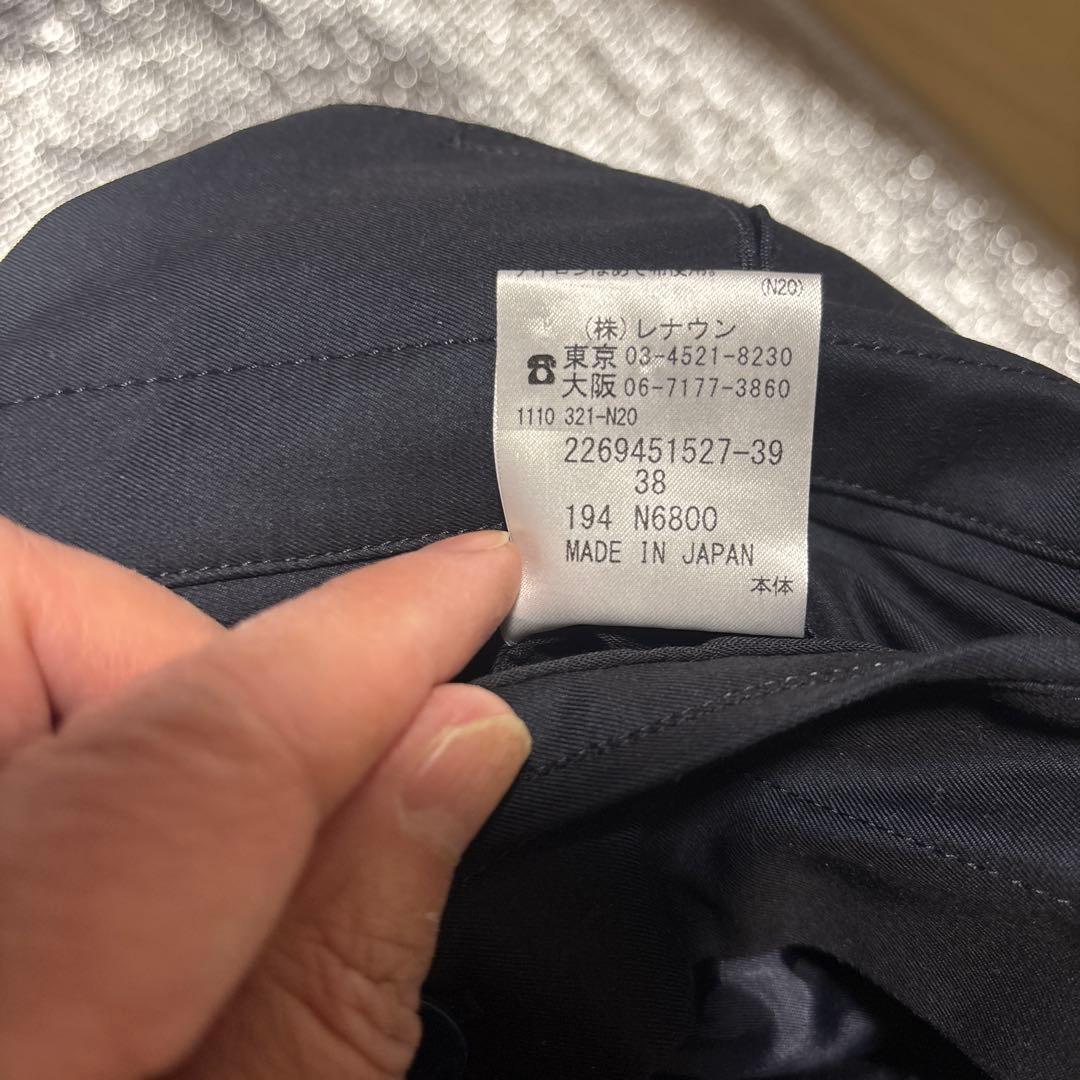 (N20)
(株)レナウン
☎東京 03-4521-8230
大阪 06-7177-3860
1110 321-N20
2269451527-39
38
194 N6800
MADE IN JAPAN
本体